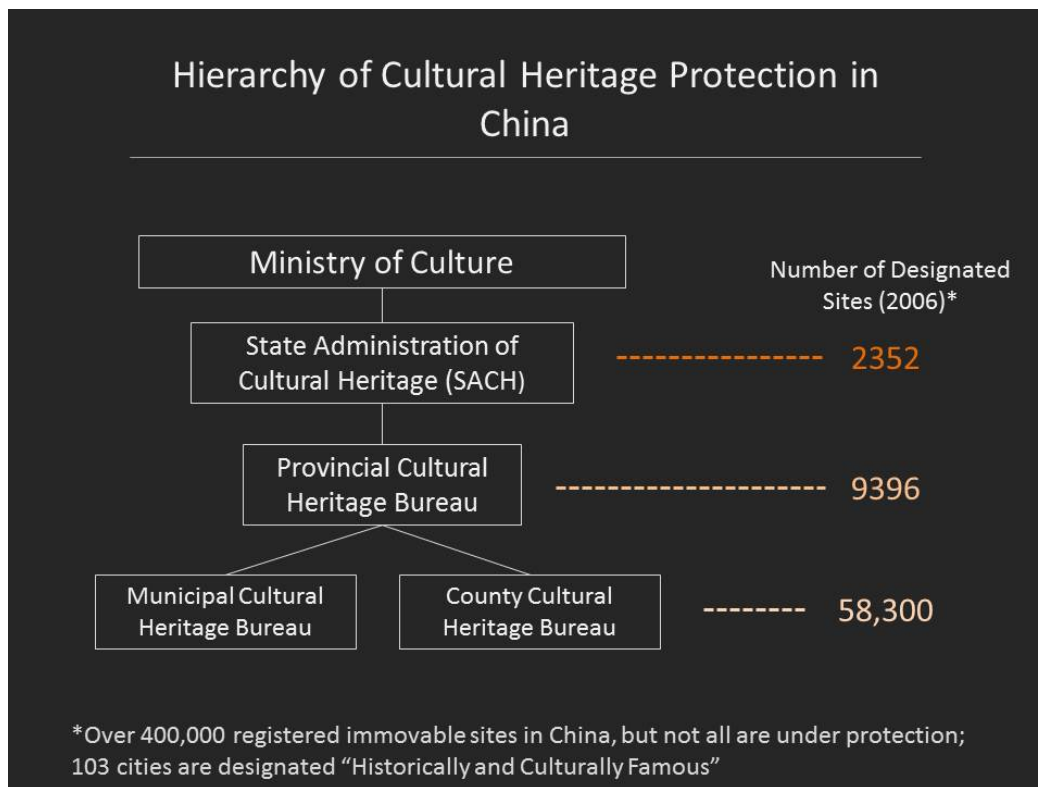 Hierarchy of Cultural Heritage Protection in
China
Ministry of Culture
Number of Designated
Sites (2006)*
State Administration of
Cultural Heritage (SACH)
2352
Provincial Cultural
Heritage Bureau
9396
Municipal Cultural
Heritage Bureau
County Cultural
Heritage Bureau
58,300
*Over 400,000 registered immovable sites in China, but not all are under protection;
103 cities are designated “Historically and Culturally Famous”